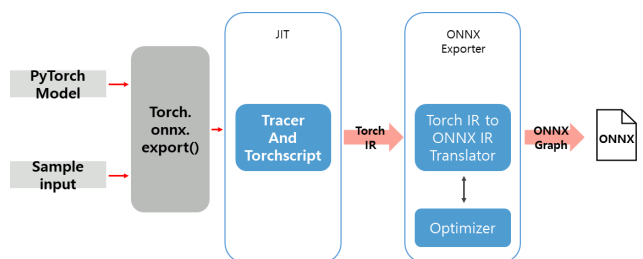 PyTorch
Model
Sample
input
Torch.
onnx.
export()
JIT
Tracer
And
Torchscript
Torch
IR
ONNX
Exporter
Torch IR to
ONNX IR
Translator
Optimizer
ONNX
Graph
ONNX